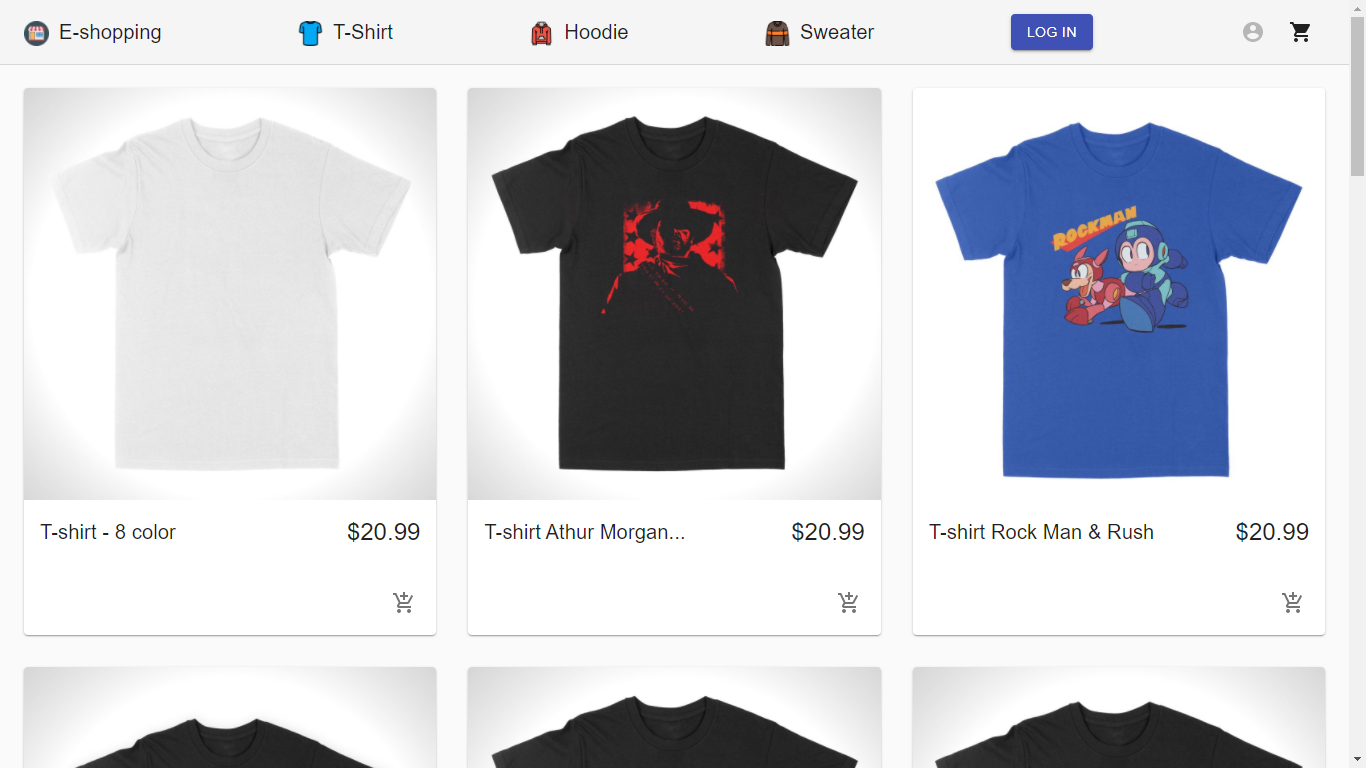 E-shopping
T-Shirt
Hoodie
Sweater
LOG IN
ROCKMAN
T-shirt - 8 color
$20.99
T-shirt Athur Morgan...
$20.99
T-shirt Rock Man & Rush
$20.99